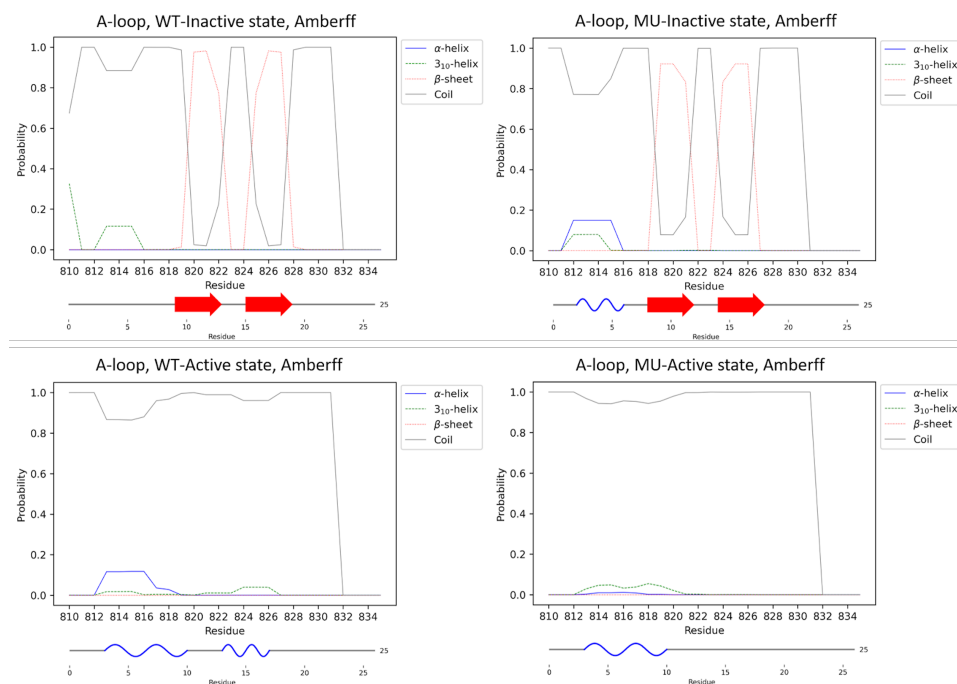 A-loop, WT-Inactive state, Amberff
1.0
0.8
0.6
0.4
0.2
0.0
Probability
810 812 814 816 818 820 822 824 826 828 830 832 834
Residue
α-helix
3₁₀-helix
β-sheet
Coil
25
0 5 10 15 20 25
Residue
A-loop, MU-Inactive state, Amberff
1.0
0.8
0.6
0.4
0.2
0.0
Probability
810 812 814 816 818 820 822 824 826 828 830 832 834
Residue
α-helix
3₁₀-helix
β-sheet
Coil
25
0 5 10 15 20 25
Residue
A-loop, WT-Active state, Amberff
1.0
0.8
0.6
0.4
0.2
0.0
Probability
810 812 814 816 818 820 822 824 826 828 830 832 834
Residue
α-helix
3₁₀-helix
β-sheet
Coil
25
0 5 10 15 20 25
Residue
A-loop, MU-Active state, Amberff
1.0
0.8
0.6
0.4
0.2
0.0
Probability
810 812 814 816 818 820 822 824 826 828 830 832 834
Residue
α-helix
3₁₀-helix
β-sheet
Coil
25
0 5 10 15 20 25
Residue